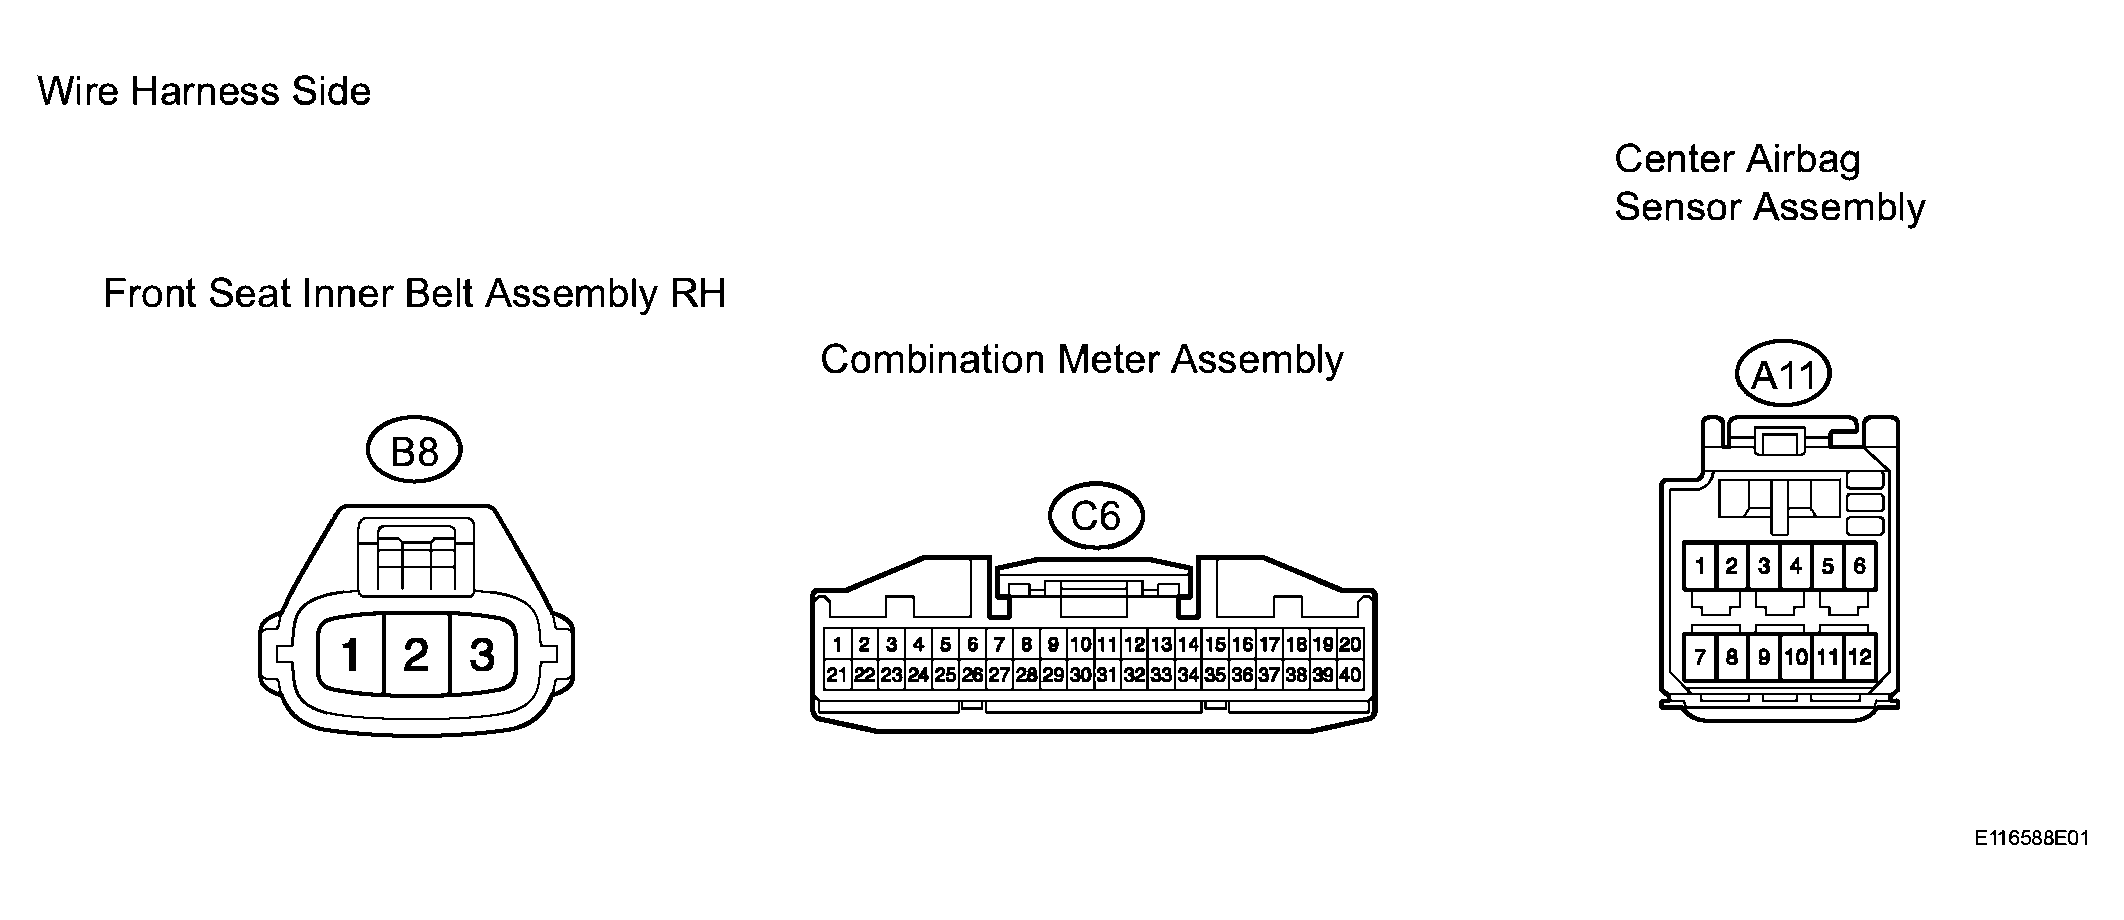 Wire Harness Side
Center Airbag
Sensor Assembly
Front Seat Inner Belt Assembly RH
Combination Meter Assembly
A11
B8
C6
1 2 3 4 5 6
1 2 3
1 2 3 4 5 6 7 8 9 10 11 12 13 14 15 16 17 18 19 20
7 8 9 10 11 12
21 22 23 24 25 26 27 28 29 30 31 32 33 34 35 36 37 38 39 40
E116588E01